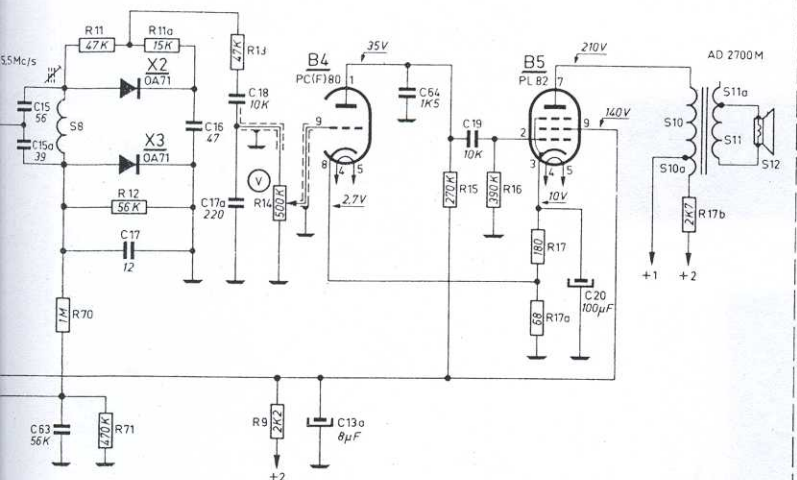 5,5Mc/s
R11
47K
R11a
15K
X2
OA71
C15
56
S8
C15a
39
X3
OA71
C16
47
R12
56K
C17
12
R70
1M
C63
56K
R71
470K
R13
47K
C18
10K
C17a
220
V
R14
500K
B4
PC(F)80
1
9
8
4
5
35V
2,7V
C64
1K5
R15
270K
C19
10K
R16
390K
B5
PL 82
7
2
9
3
4
5
210V
140V
10V
R17
180
R17a
68
C20
100µF
R9
2K2
+2
C13a
8µF
AD 2700M
S10
S10a
S11a
S11
S12
R17b
2K7
+1
+2